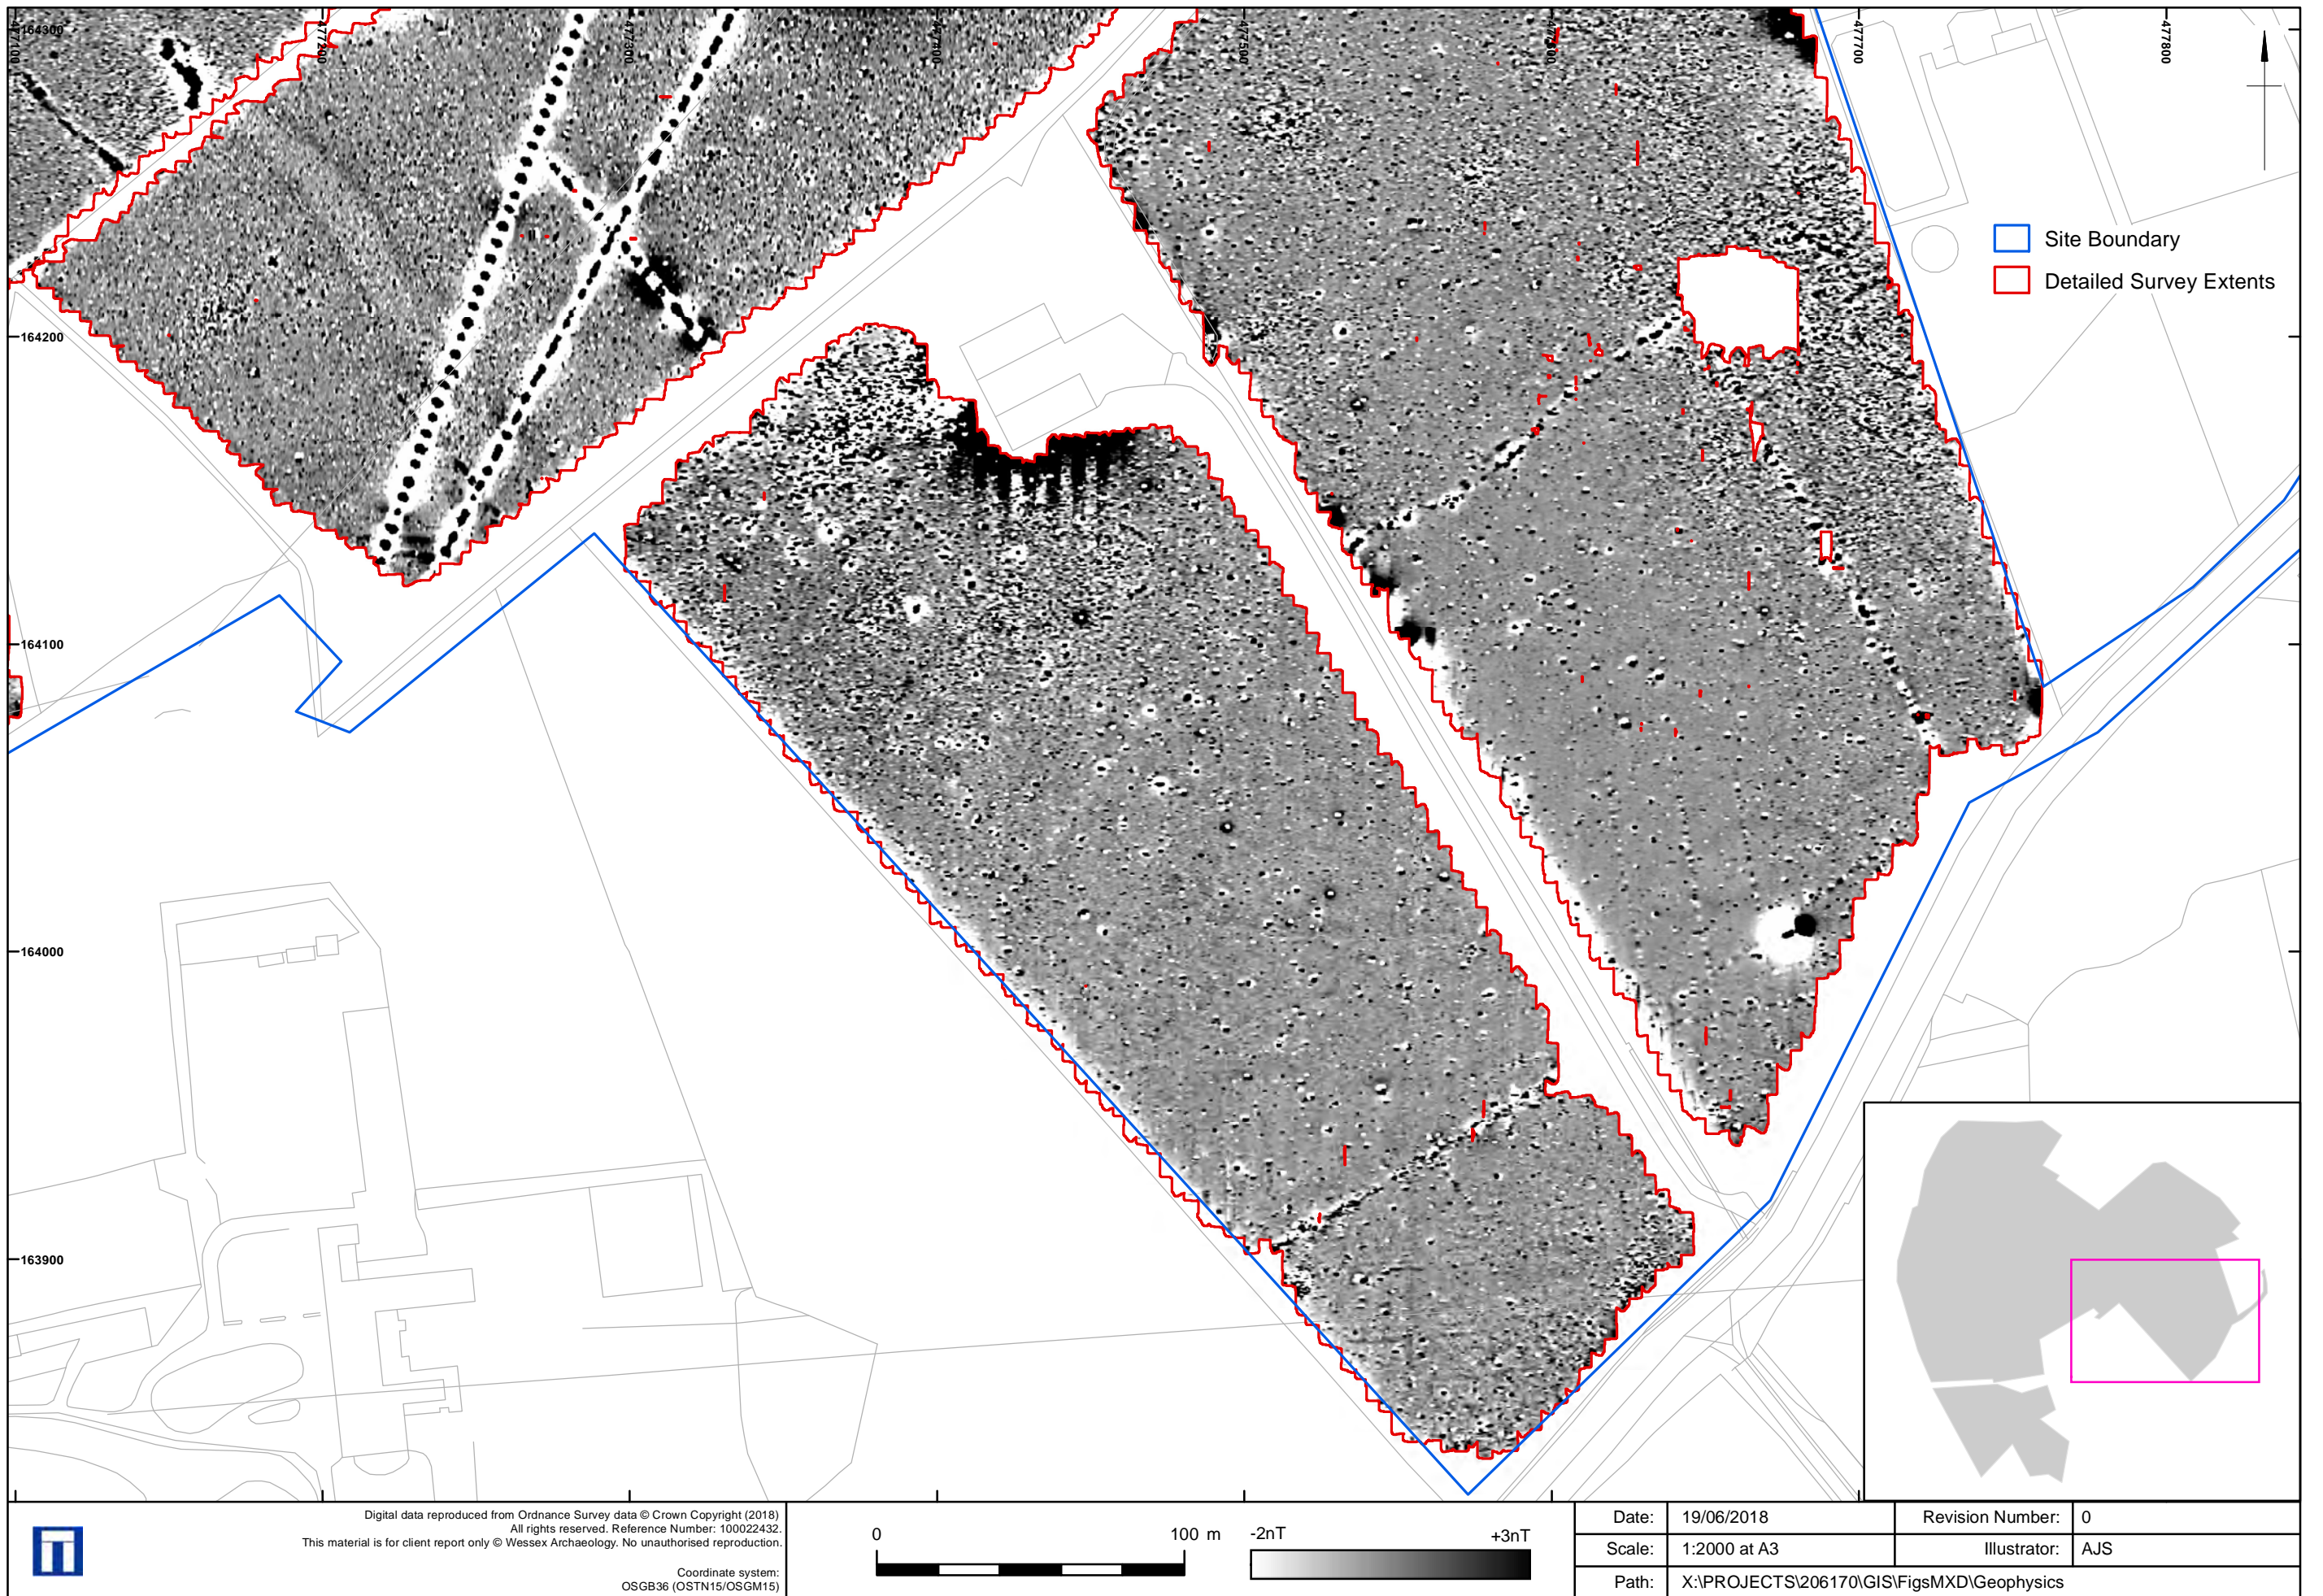 164300
477100
477200
477300
477400
477500
477600
477700
477800
Site Boundary
Detailed Survey Extents
164200
164100
164000
163900
Digital data reproduced from Ordnance Survey data © Crown Copyright (2018)
All rights reserved. Reference Number: 100022432.
This material is for client report only © Wessex Archaeology. No unauthorised reproduction.
Coordinate system:
OSGB36 (OSTN15/OSGM15)
0 100 m
-2nT +3nT
Date: 19/06/2018 Revision Number: 0
Scale: 1:2000 at A3 Illustrator: AJS
Path: X:\PROJECTS\206170\GIS\FigsMXD\Geophysics